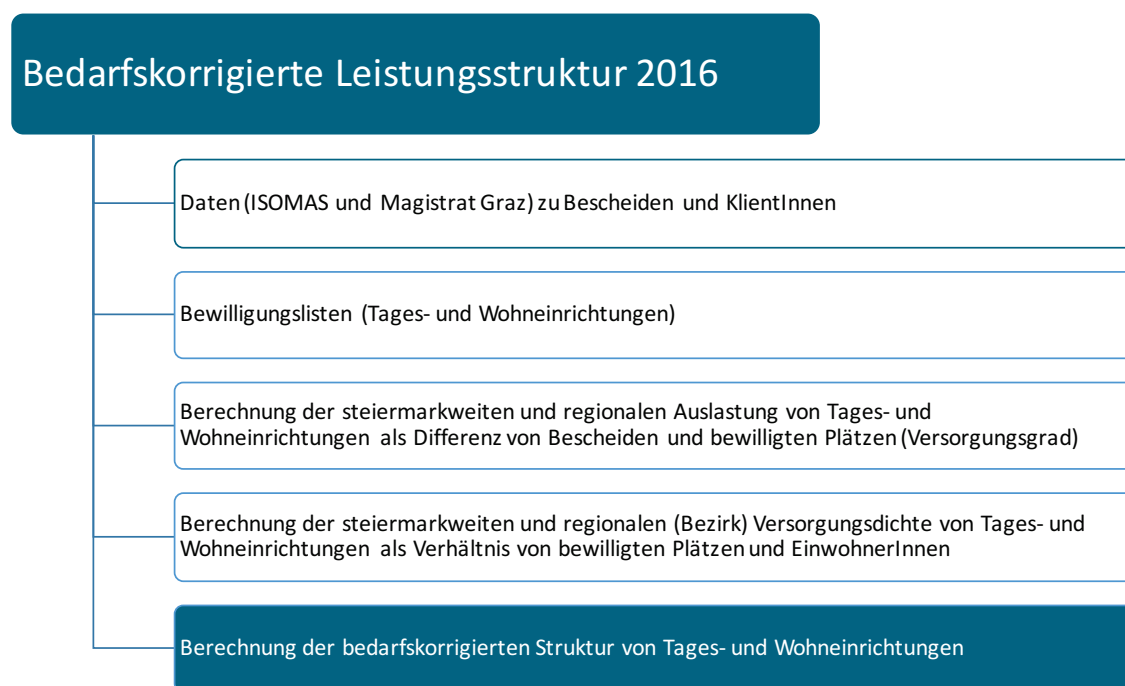 Bedarfskorrigierte Leistungsstruktur 2016
Daten (ISOMAS und Magistrat Graz) zu Bescheiden und KlientInnen
Bewilligungslisten (Tages- und Wohneinrichtungen)
Berechnung der steiermarkweiten und regionalen Auslastung von Tages- und
Wohneinrichtungen als Differenz von Bescheiden und bewilligten Plätzen (Versorgungsgrad)
Berechnung der steiermarkweiten und regionalen (Bezirk) Versorgungsdichte von Tages- und
Wohneinrichtungen als Verhältnis von bewilligten Plätzen und EinwohnerInnen
Berechnung der bedarfskorrigierten Struktur von Tages- und Wohneinrichtungen